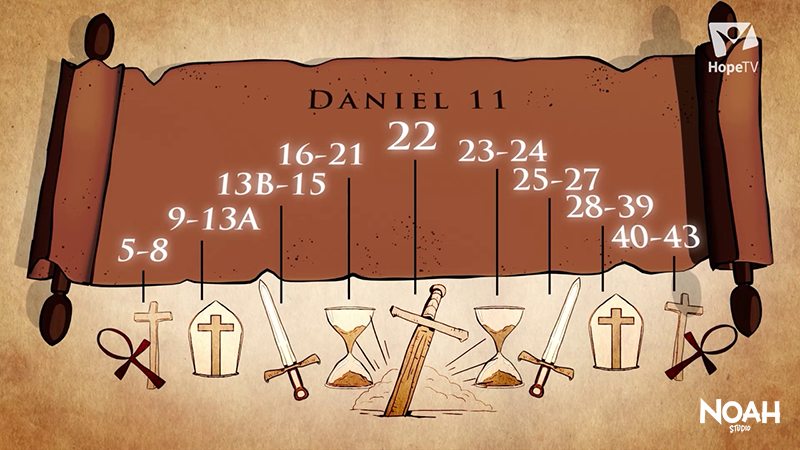 HopeTV
DANIEL 11
22
16-21
23-24
13B-15
25-27
9-13A
28-39
5-8
40-43
NOAH
STUDIO